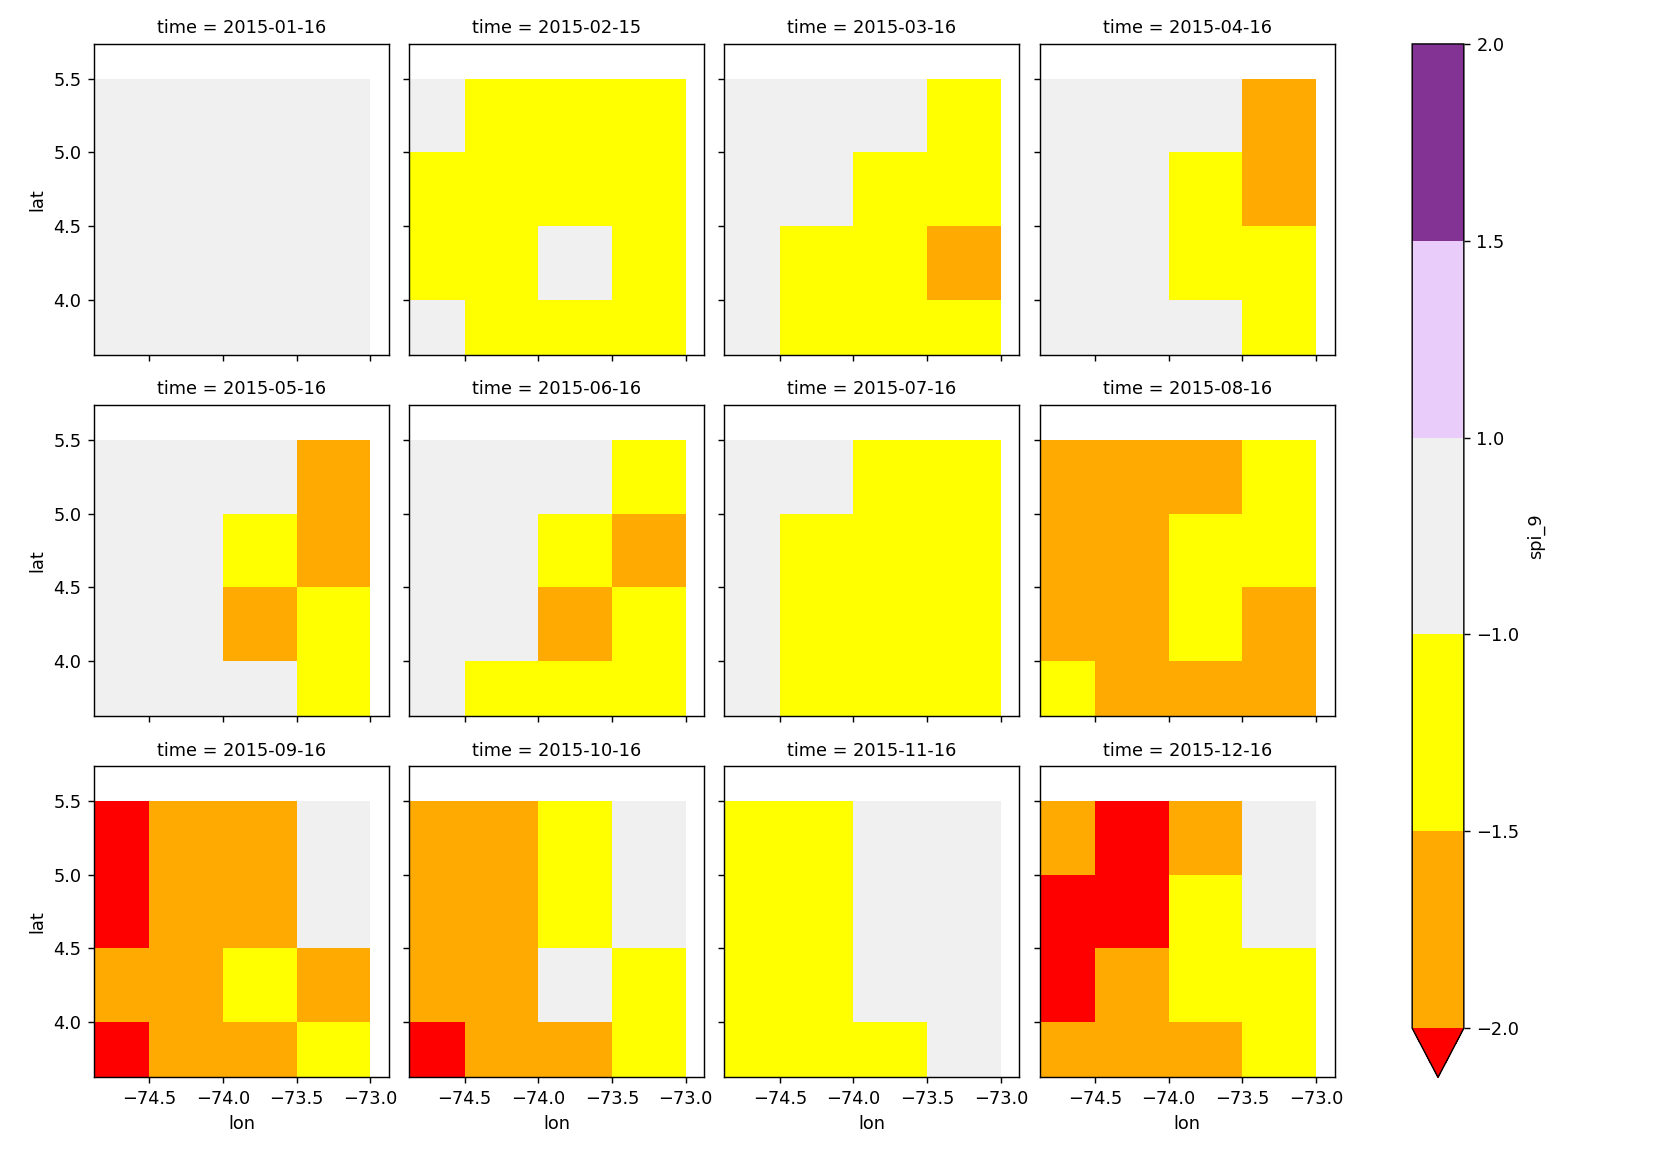 time = 2015-01-16
time = 2015-02-15
time = 2015-03-16
time = 2015-04-16
2.0
5.5
5.0
4.5
4.0
lat
1.5
1.0
time = 2015-05-16
time = 2015-06-16
time = 2015-07-16
time = 2015-08-16
5.5
5.0
4.5
4.0
lat
spi_9
−1.0
time = 2015-09-16
time = 2015-10-16
time = 2015-11-16
time = 2015-12-16
−1.5
5.5
5.0
4.5
4.0
lat
−2.0
−74.5 −74.0 −73.5 −73.0
−74.5 −74.0 −73.5 −73.0
−74.5 −74.0 −73.5 −73.0
−74.5 −74.0 −73.5 −73.0
lon
lon
lon
lon